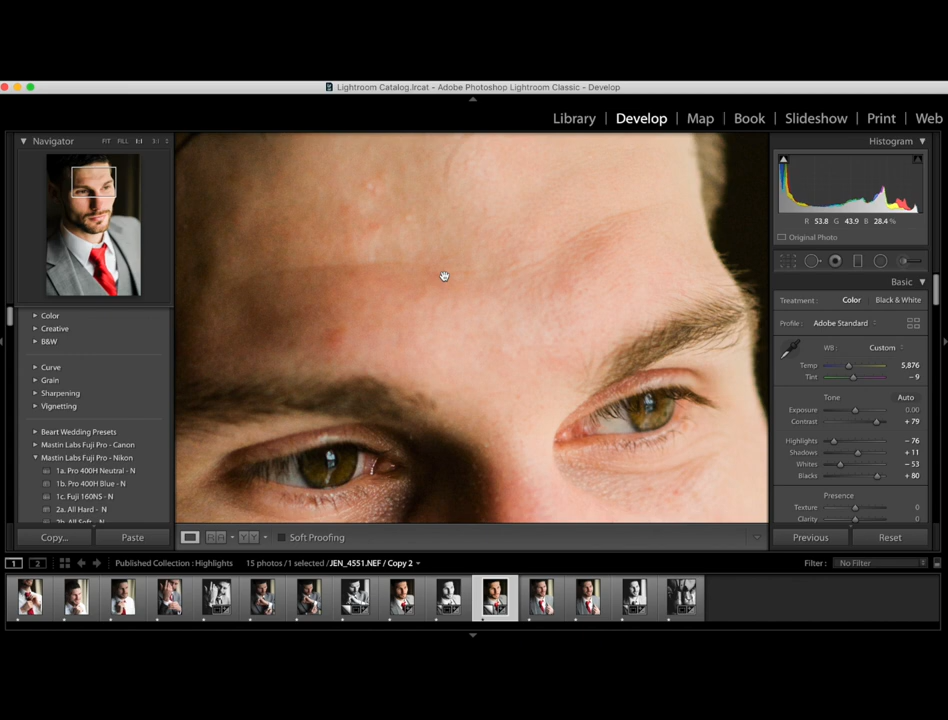 Lightroom Catalog.lrcat - Adobe Photoshop Lightroom Classic - Develop
Library | Develop | Map | Book | Slideshow | Print | Web
Navigator FIT FILL 1:1 3:1
Histogram
R 53.8 G 43.9 B 28.4 %
Original Photo
Basic
Treatment : Color Black & White
Profile : Adobe Standard
WB : Custom
Temp 5,876
Tint - 9
Tone Auto
Exposure 0.00
Contrast + 79
Highlights - 76
Shadows + 11
Whites - 53
Blacks + 80
Presence
Texture 0
Clarity 0
Color
Creative
B&W
Curve
Grain
Sharpening
Vignetting
Beart Wedding Presets
Mastin Labs Fuji Pro - Canon
Mastin Labs Fuji Pro - Nikon
1a. Pro 400H Neutral - N
1b. Pro 400H Blue - N
1c. Fuji 160NS - N
2a. All Hard - N
2b. All Soft - N
Copy... Paste
Soft Proofing
Previous Reset
1 2 Published Collection : Highlights 15 photos / 1 selected / JEN_4551.NEF / Copy 2
Filter : No Filter